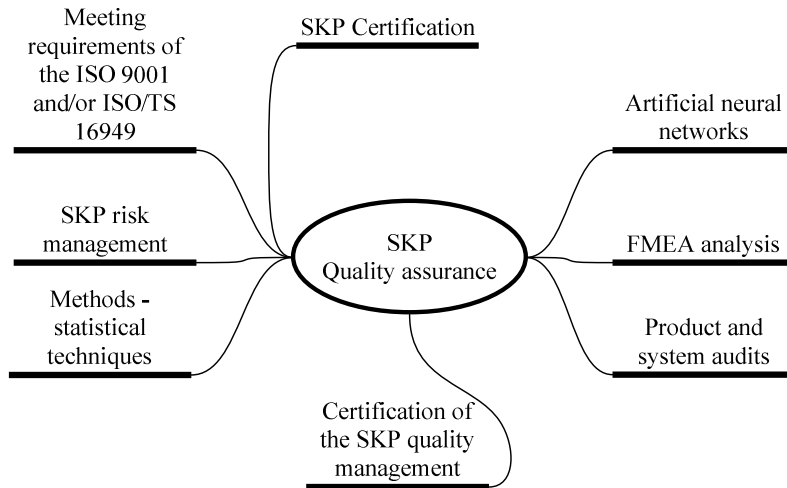 Meeting
requirements of
the ISO 9001
and/or ISO/TS
16949
SKP Certification
Artificial neural
networks
SKP risk
management
SKP
Quality assurance
FMEA analysis
Methods -
statistical
techniques
Product and
system audits
Certification of
the SKP quality
management